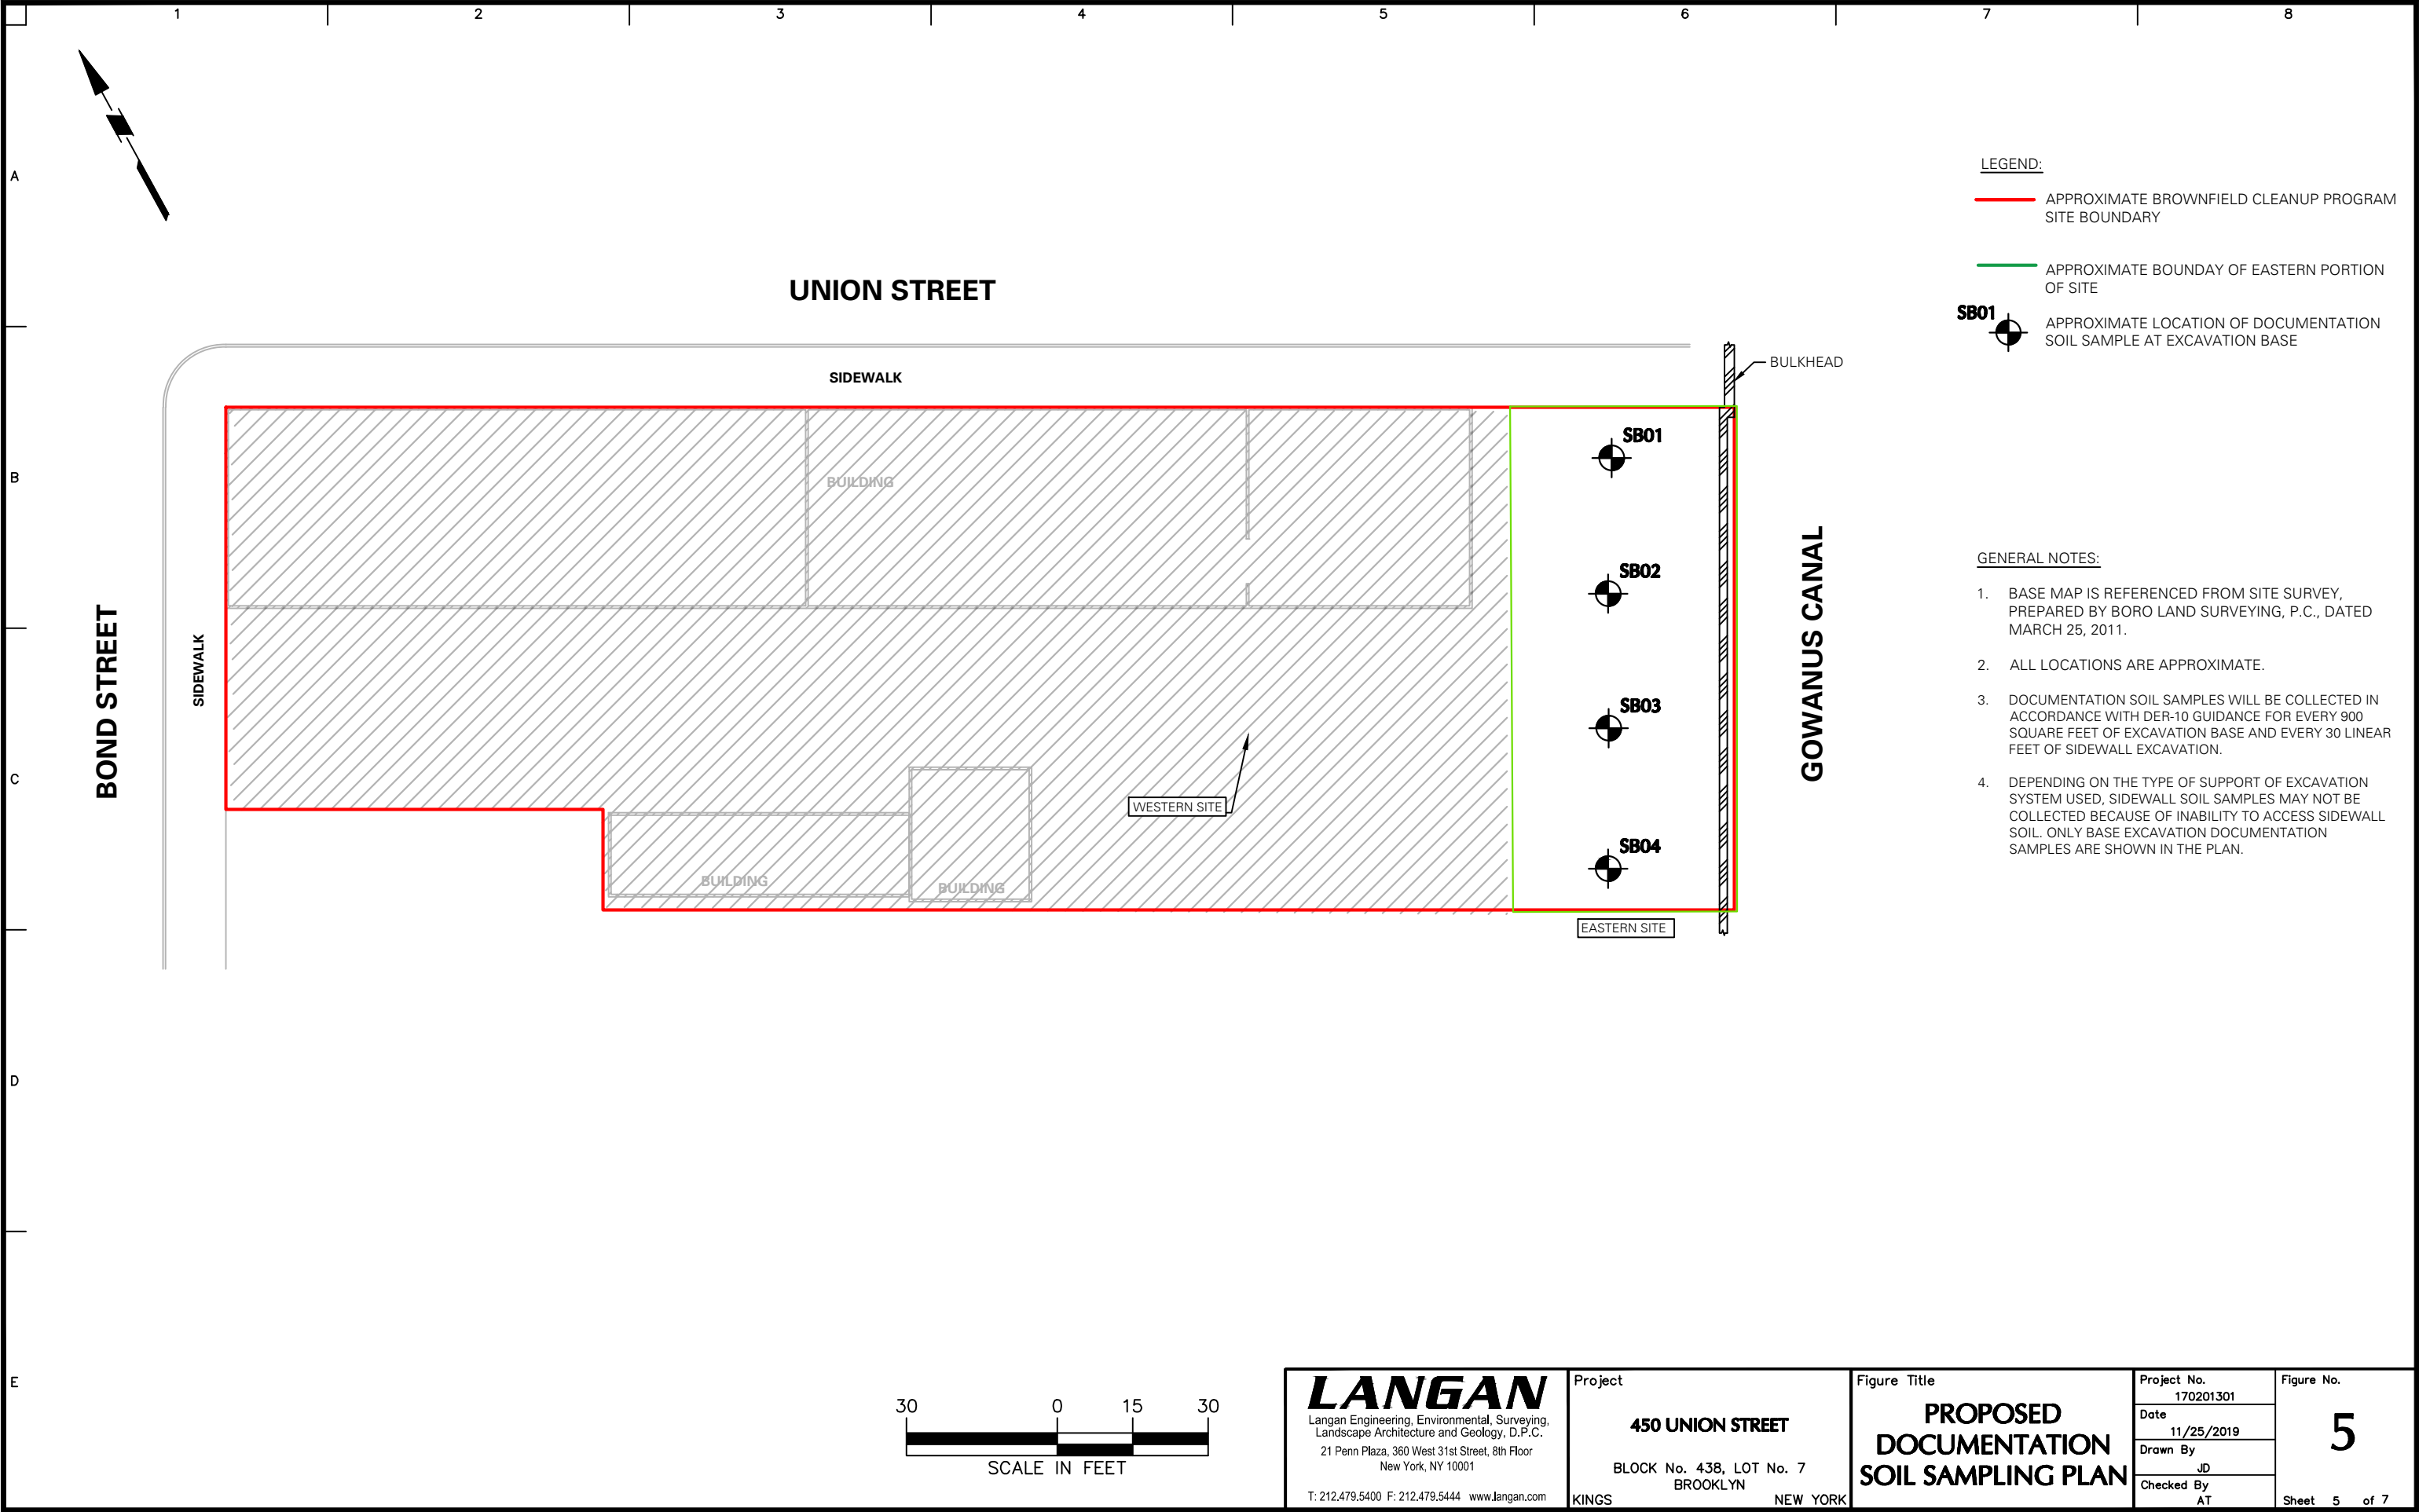 1 2 3 4 5 6 7 8
A
B
C
D
E
UNION STREET
SIDEWALK
BULKHEAD
BOND STREET
SIDEWALK
BUILDING
BUILDING
BUILDING
WESTERN SITE
SB01
SB02
SB03
SB04
EASTERN SITE
GOWANUS CANAL
LEGEND:
APPROXIMATE BROWNFIELD CLEANUP PROGRAM
SITE BOUNDARY
APPROXIMATE BOUNDAY OF EASTERN PORTION
OF SITE
SB01
APPROXIMATE LOCATION OF DOCUMENTATION
SOIL SAMPLE AT EXCAVATION BASE
GENERAL NOTES:
1. BASE MAP IS REFERENCED FROM SITE SURVEY,
PREPARED BY BORO LAND SURVEYING, P.C., DATED
MARCH 25, 2011.
2. ALL LOCATIONS ARE APPROXIMATE.
3. DOCUMENTATION SOIL SAMPLES WILL BE COLLECTED IN
ACCORDANCE WITH DER-10 GUIDANCE FOR EVERY 900
SQUARE FEET OF EXCAVATION BASE AND EVERY 30 LINEAR
FEET OF SIDEWALL EXCAVATION.
4. DEPENDING ON THE TYPE OF SUPPORT OF EXCAVATION
SYSTEM USED, SIDEWALL SOIL SAMPLES MAY NOT BE
COLLECTED BECAUSE OF INABILITY TO ACCESS SIDEWALL
SOIL. ONLY BASE EXCAVATION DOCUMENTATION
SAMPLES ARE SHOWN IN THE PLAN.
30 0 15 30
SCALE IN FEET
LANGAN
Langan Engineering, Environmental, Surveying,
Landscape Architecture and Geology, D.P.C.
21 Penn Plaza, 360 West 31st Street, 8th Floor
New York, NY 10001
T: 212.479.5400 F: 212.479.5444 www.langan.com
Project
450 UNION STREET
BLOCK No. 438, LOT No. 7
BROOKLYN
KINGS NEW YORK
Figure Title
PROPOSED
DOCUMENTATION
SOIL SAMPLING PLAN
Project No.
170201301
Date
11/25/2019
Drawn By
JD
Checked By
AT
Figure No.
5
Sheet 5 of 7